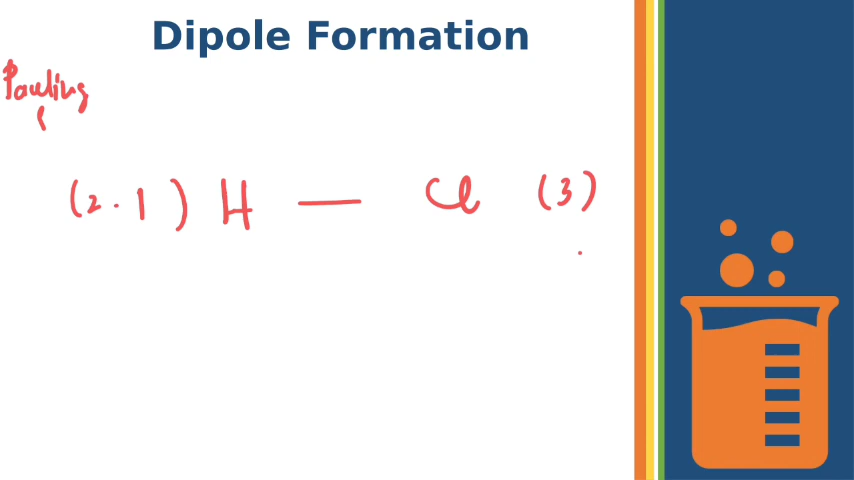 Dipole Formation
Pauling
(2.1) H — Cl (3)